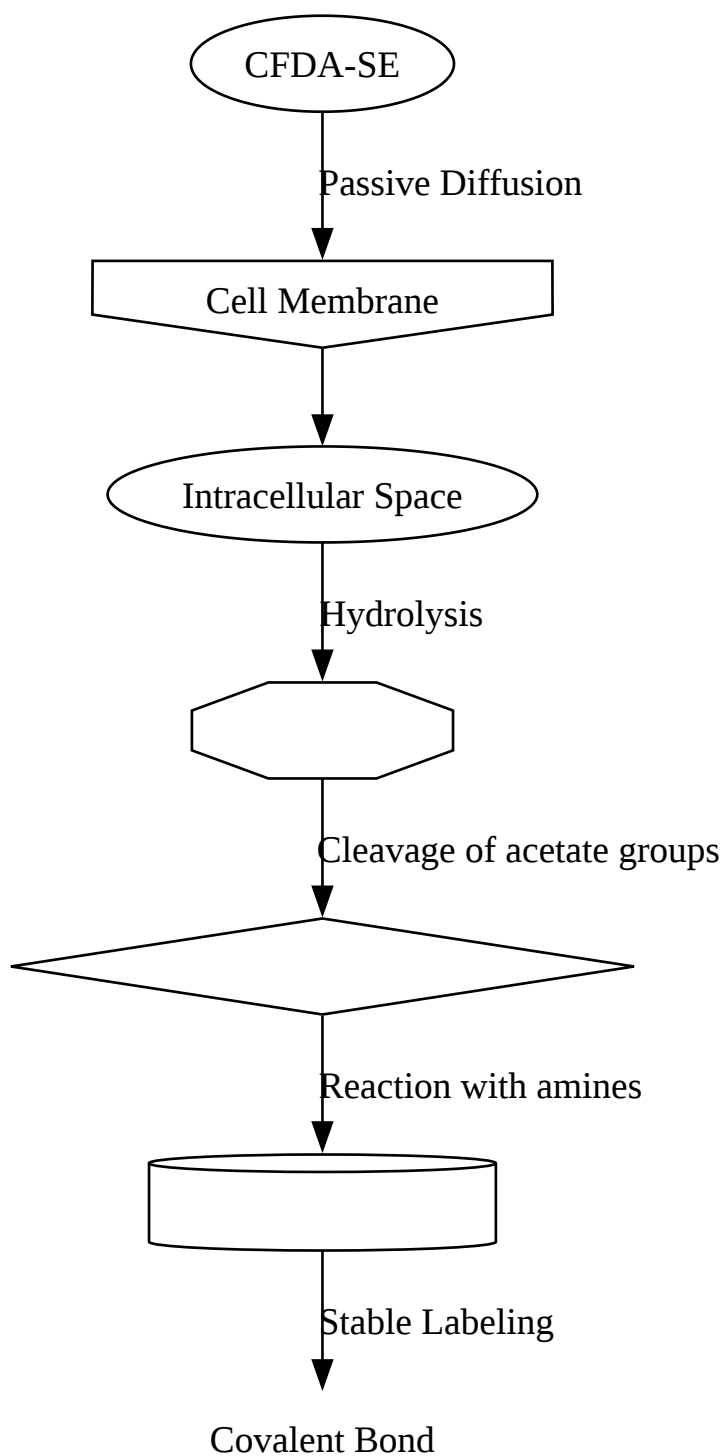 CFDA-SE
Passive Diffusion
Cell Membrane
Intracellular Space
Hydrolysis
Cleavage of acetate groups
Reaction with amines
Stable Labeling
Covalent Bond